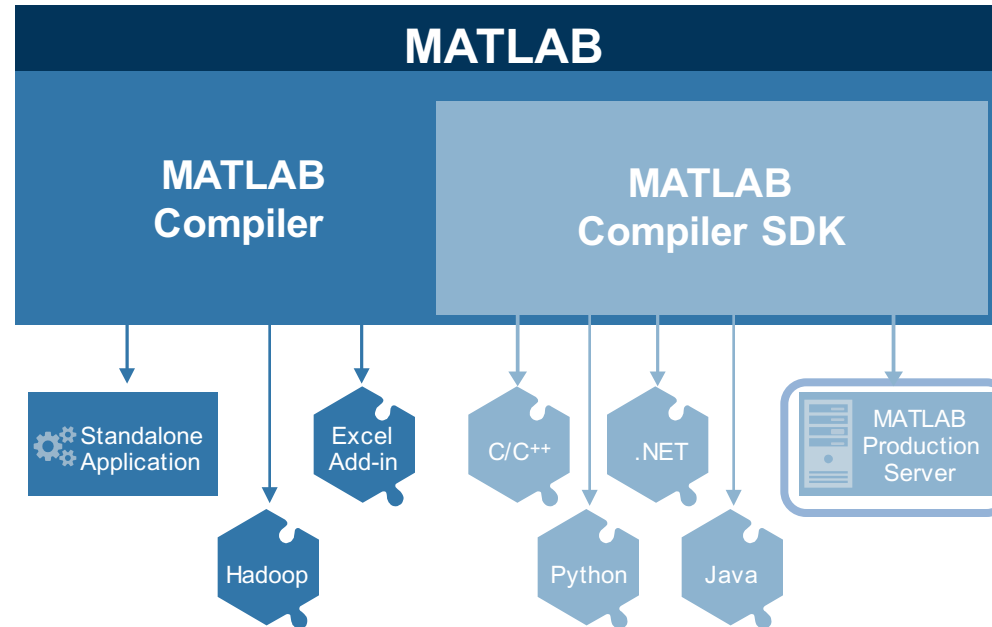 MATLAB
MATLAB
Compiler
MATLAB
Compiler SDK
Standalone
Application
Excel
Add-in
C/C++
.NET
MATLAB
Production
Server
Hadoop
Python
Java